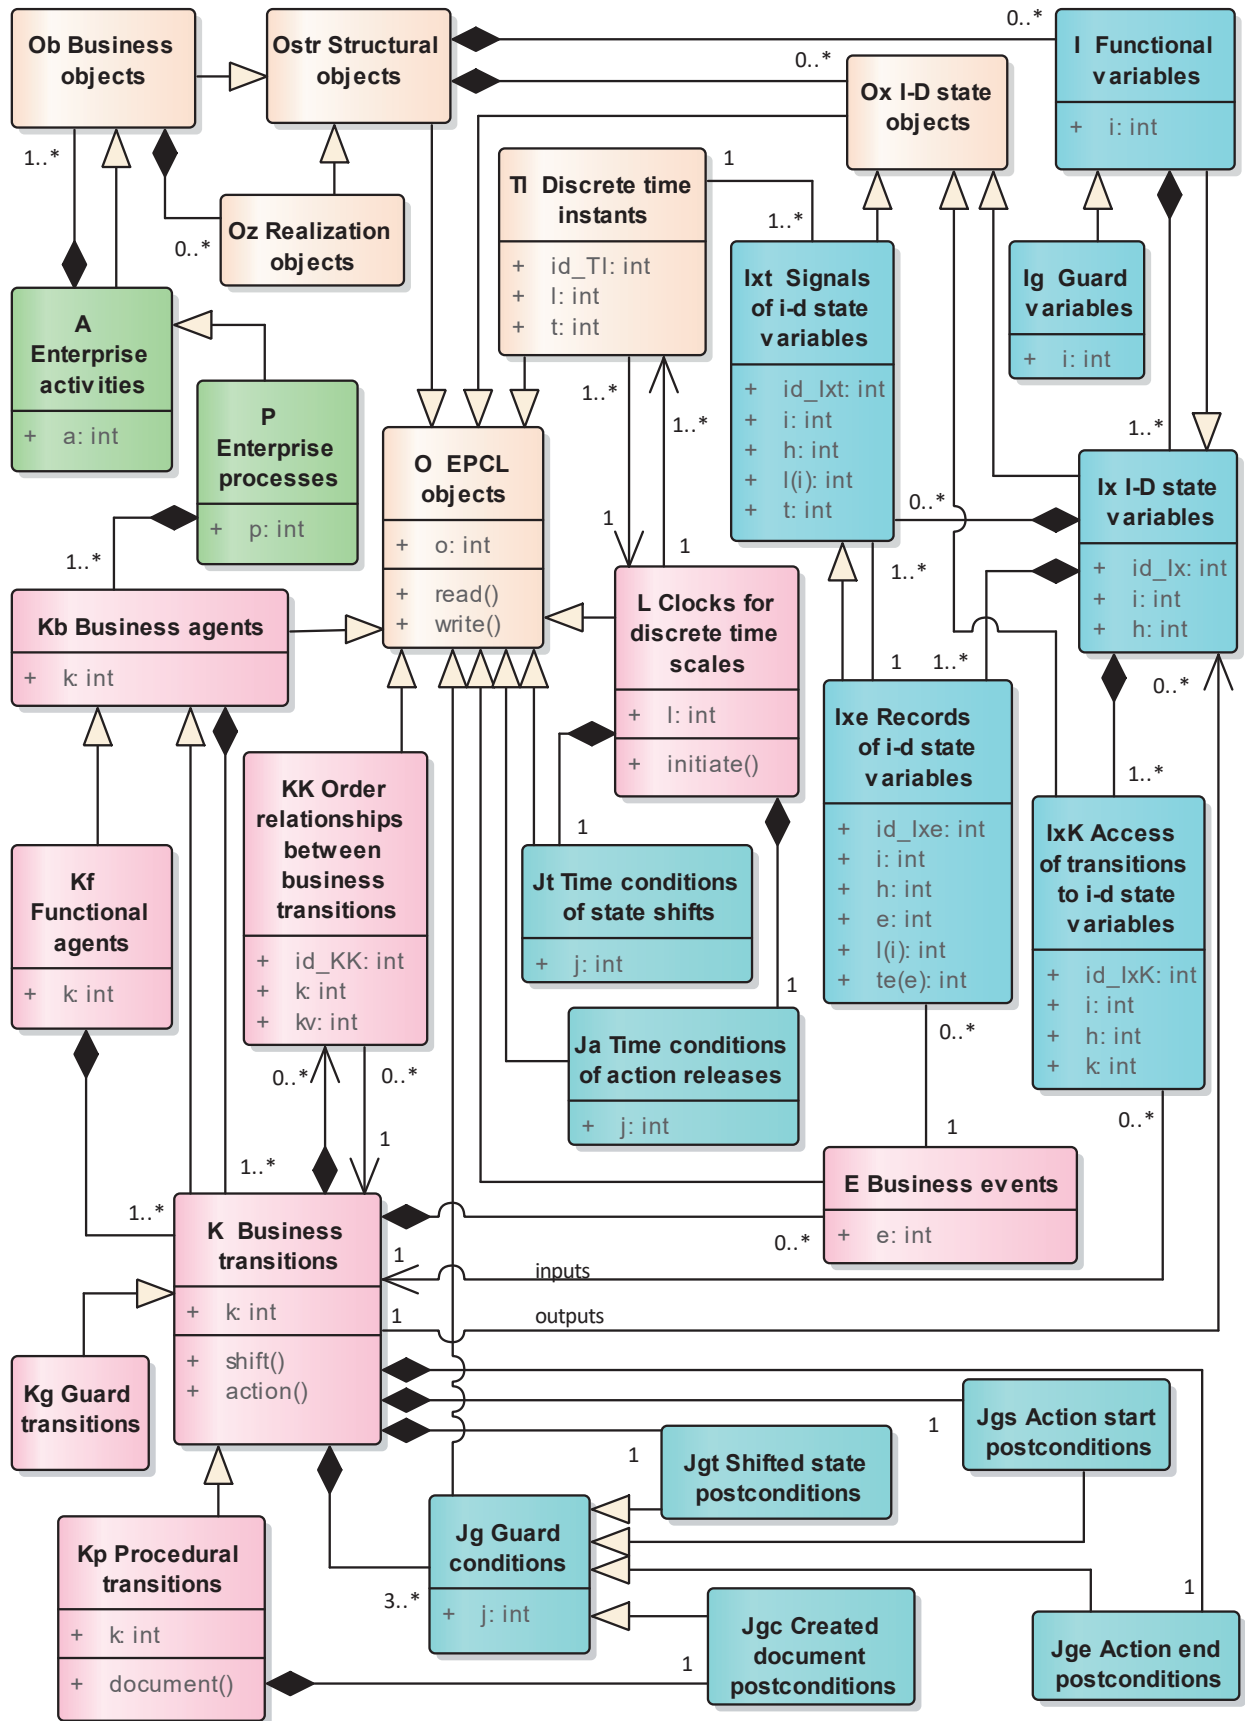 Ob Business
objects
Ostr Structural
objects
0..*
I Functional
variables
+ i: int
0..*
Ox I-D state
objects
1..*
TI Discrete time
instants
+ id_TI: int
+ l: int
+ t: int
1
1..*
Oz Realization
objects
0..*
Ixt Signals
of i-d state
variables
+ id_Ixt: int
+ i: int
+ h: int
+ l(i): int
+ t: int
Ig Guard
variables
+ i: int
A
Enterprise
activities
+ a: int
P
Enterprise
processes
+ p: int
1..*
1..*
1..*
O EPCL
objects
+ o: int
+ read()
+ write()
Ix I-D state
variables
+ id_Ix: int
+ i: int
+ h: int
0..*
1
1
1..*
1..*
Kb Business agents
+ k: int
L Clocks for
discrete time
scales
+ l: int
+ initiate()
1
1..*
0..*
Ixe Records
of i-d state
variables
+ id_Ixe: int
+ i: int
+ h: int
+ e: int
+ l(i): int
+ te(e): int
KK Order
relationships
between
business
transitions
+ id_KK: int
+ k: int
+ kv: int
1..*
IxK Access
of transitions
to i-d state
variables
+ id_IxK: int
+ i: int
+ h: int
+ k: int
1
Kf
Functional
agents
+ k: int
Jt Time conditions
of state shifts
+ j: int
1
Ja Time conditions
of action releases
+ j: int
0..*
0..*
0..*
0..*
1
1
1..*
1..*
E Business events
+ e: int
0..*
K Business
transitions
+ k: int
+ shift()
+ action()
1
inputs
1
outputs
Kg Guard
transitions
Jgs Action start
postconditions
1
Jgt Shifted state
postconditions
1
Jg Guard
conditions
+ j: int
3..*
Kp Procedural
transitions
+ k: int
+ document()
1
Jgc Created
document
postconditions
1
Jge Action end
postconditions